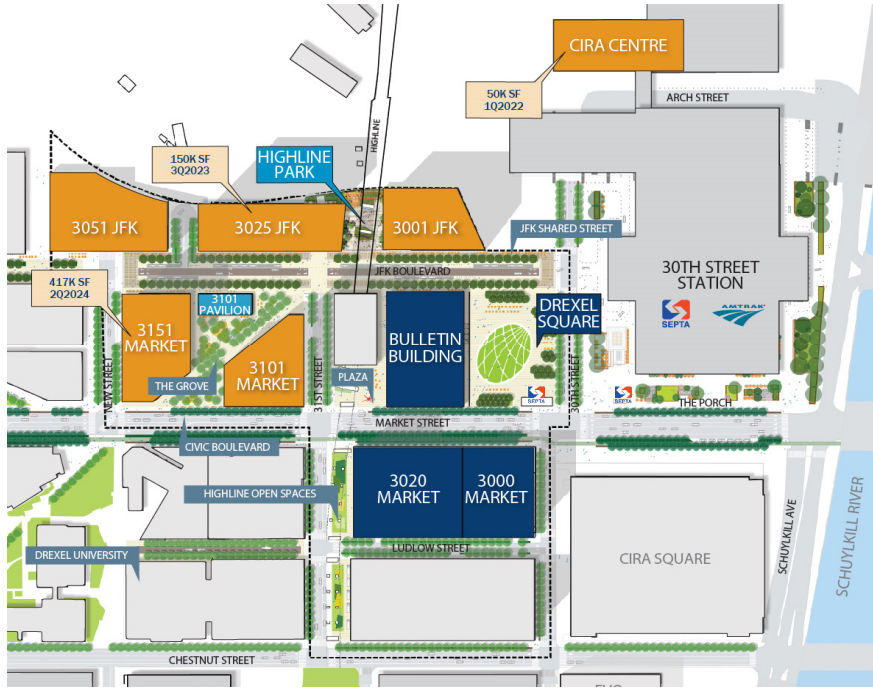 CIRA CENTRE
50K SF
1Q2022
ARCH STREET
150K SF
3Q2023
HIGHLINE
PARK
HIGHLINE
3051 JFK
3025 JFK
3001 JFK
JFK SHARED STREET
JFK BOULEVARD
30TH STREET
STATION
SEPTA
AMTRAK
417K SF
2Q2024
3101
PAVILION
3151
MARKET
THE GROVE
3101
MARKET
NEW STREET
31ST STREET
PLAZA
BULLETIN
BUILDING
DREXEL
SQUARE
30TH STREET
SEPTA
SEPTA
THE PORCH
MARKET STREET
CIVIC BOULEVARD
HIGHLINE OPEN SPACES
3020
MARKET
3000
MARKET
DREXEL UNIVERSITY
LUDLOW STREET
CIRA SQUARE
SCHUYLKILL AVE
SCHUYLKILL RIVER
CHESTNUT STREET